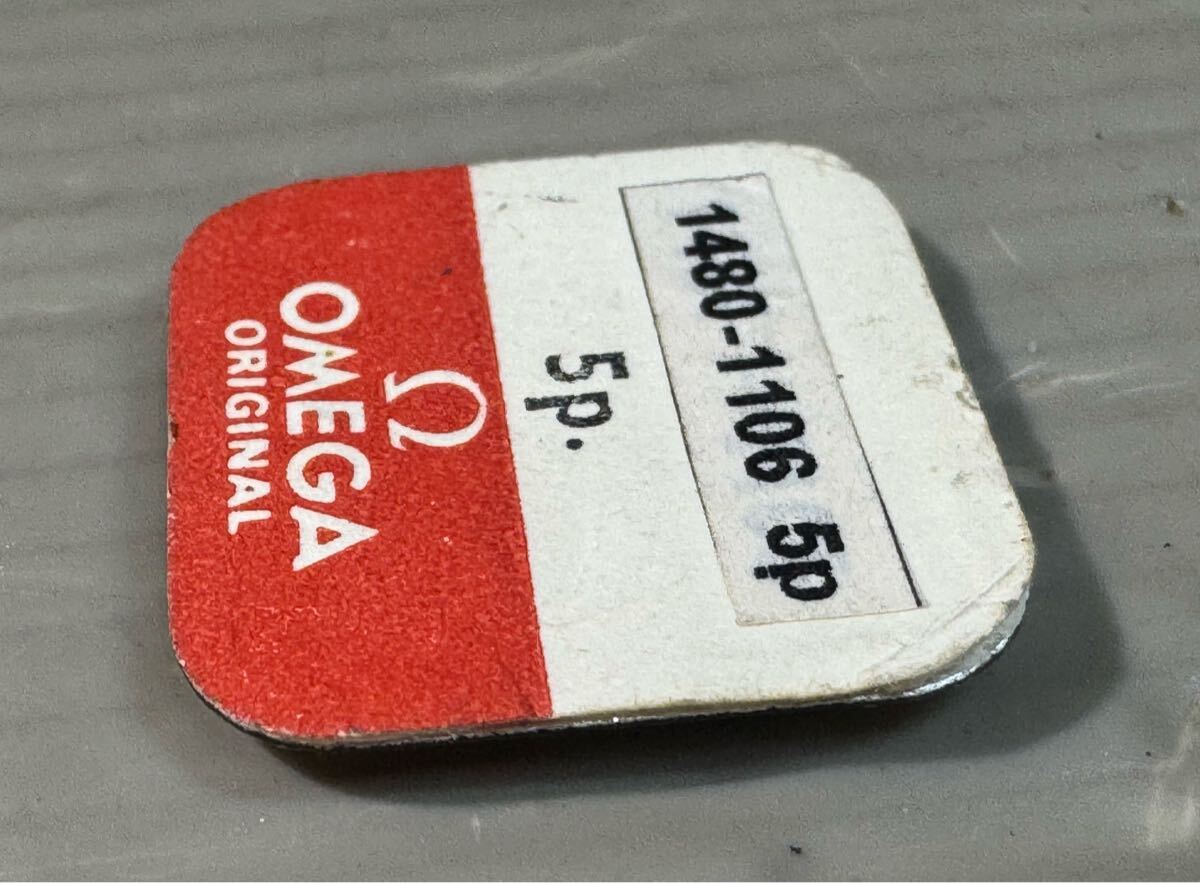 1480-1106 5p
5p.
Ω
OMEGA
ORIGINAL